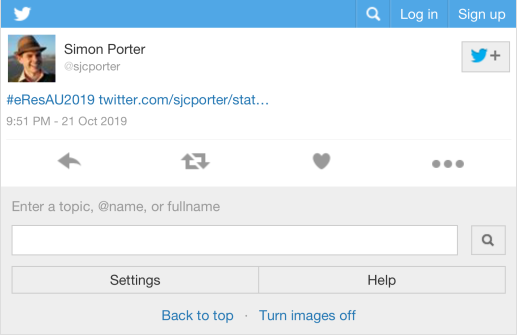 Log in Sign up
Simon Porter
@sjcporter
#eResAU2019 twitter.com/sjcporter/stat…
9:51 PM - 21 Oct 2019
Enter a topic, @name, or fullname
Settings Help
Back to top · Turn images off